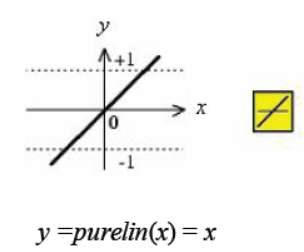 y
+1
x
0
-1
y =purelin(x) = x